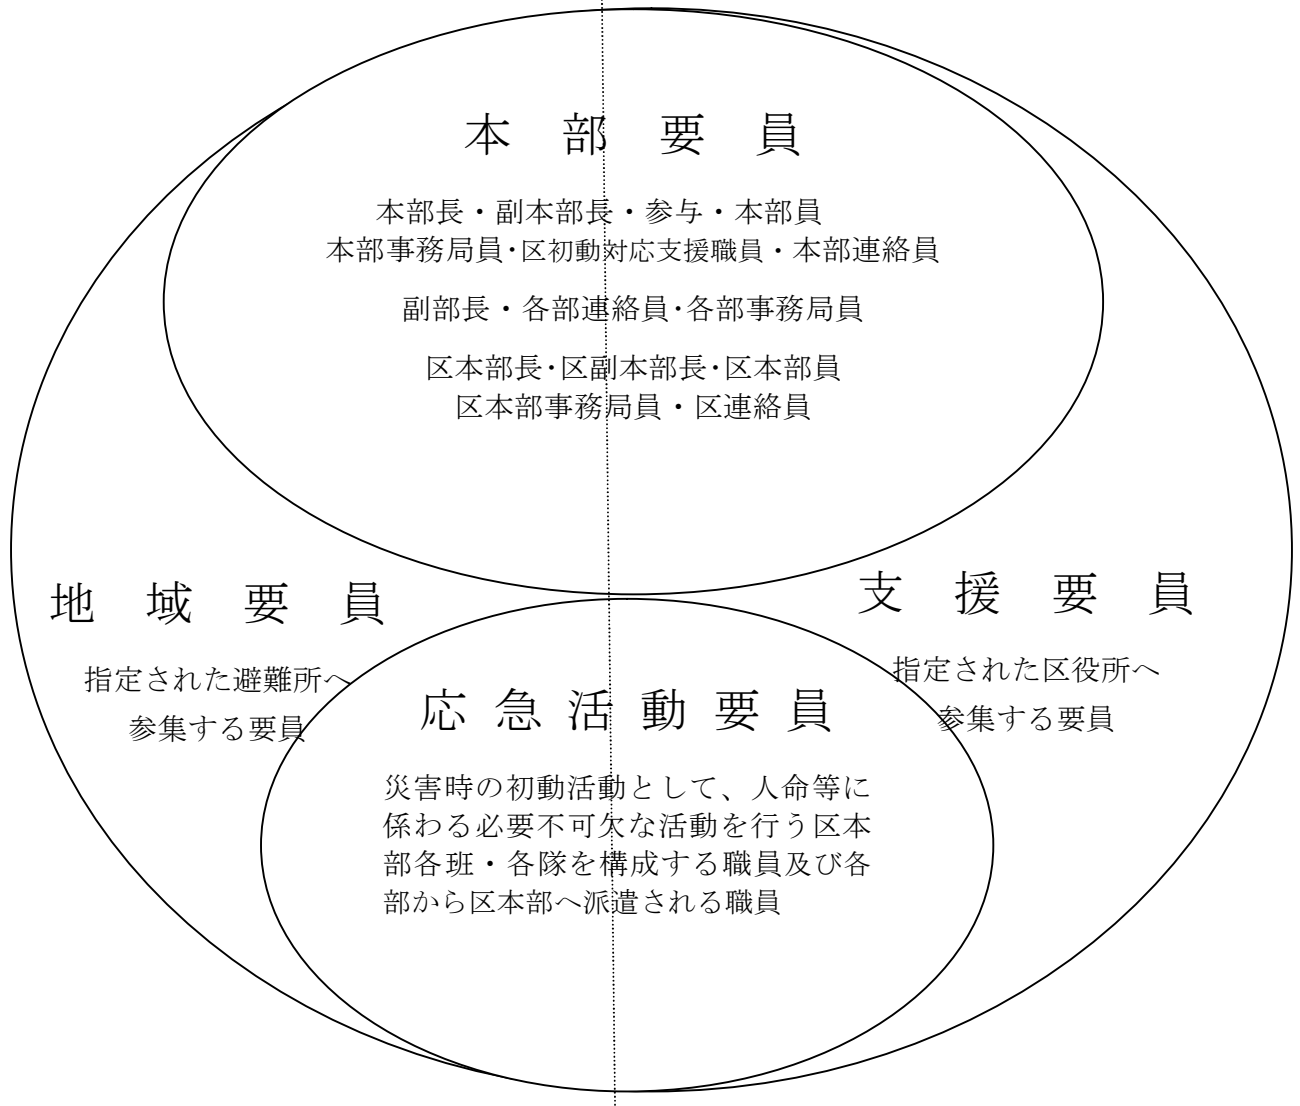 本部要員
本部長・副本部長・参与・本部員
本部事務局員・区初動対応支援職員・本部連絡員
副部長・各部連絡員・各部事務局員
区本部長・区副本部長・区本部員
区本部事務局員・区連絡員
地域要員
指定された避難所へ
参集する要員
支援要員
指定された区役所へ
参集する要員
応急活動要員
災害時の初動活動として、人命等に
係わる必要不可欠な活動を行う区本
部各班・各隊を構成する職員及び各
部から区本部へ派遣される職員